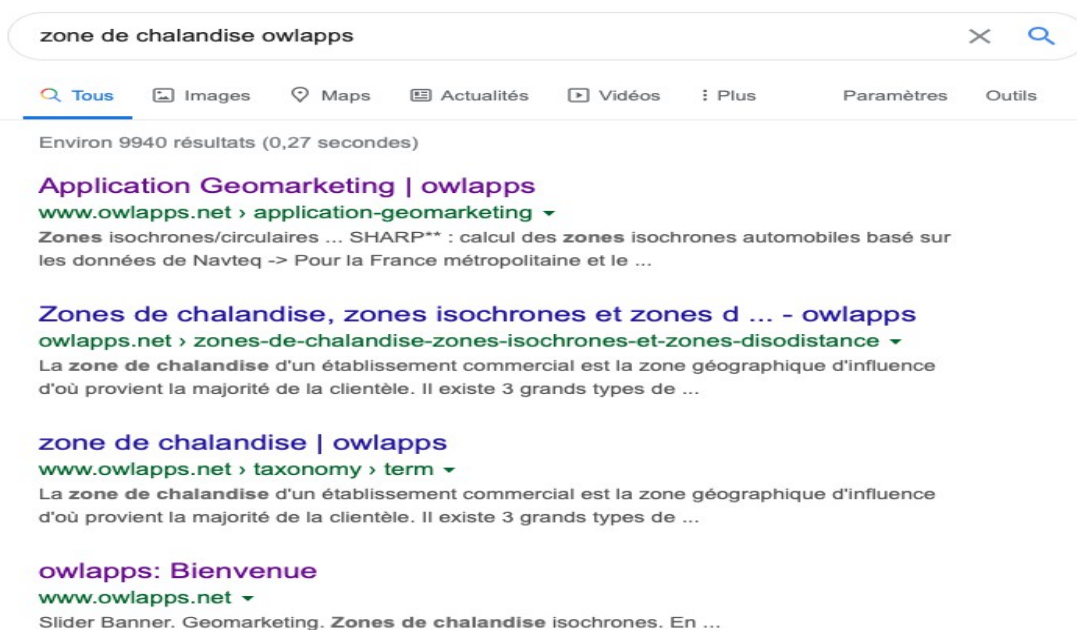 zone de chalandise owlapps
Tous Images Maps Actualités Vidéos Plus Paramètres Outils
Environ 9940 résultats (0,27 secondes)
Application Geomarketing | owlapps
www.owlapps.net › application-geomarketing
Zones isochrones/circulaires ... SHARP** : calcul des zones isochrones automobiles basé sur
les données de Navteq -> Pour la France métropolitaine et le ...
Zones de chalandise, zones isochrones et zones d ... - owlapps
owlapps.net › zones-de-chalandise-zones-isochrones-et-zones-disodistance
La zone de chalandise d'un établissement commercial est la zone géographique d'influence
d'où provient la majorité de la clientèle. Il existe 3 grands types de ...
zone de chalandise | owlapps
www.owlapps.net › taxonomy › term
La zone de chalandise d'un établissement commercial est la zone géographique d'influence
d'où provient la majorité de la clientèle. Il existe 3 grands types de ...
owlapps: Bienvenue
www.owlapps.net
Slider Banner. Geomarketing. Zones de chalandise isochrones. En ...